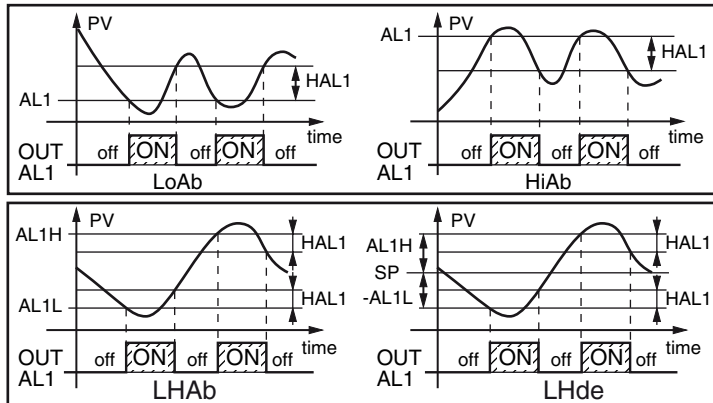 PV
HAL1
AL1
time
OUT
AL1
off
ON
off
ON
off
LoAb
PV
AL1
HAL1
time
OUT
AL1
off
ON
off
ON
off
HiAb
PV
AL1H
HAL1
AL1L
HAL1
time
OUT
AL1
off
ON
off
ON
off
LHAb
PV
AL1H
HAL1
SP
-AL1L
HAL1
time
OUT
AL1
off
ON
off
ON
off
LHde